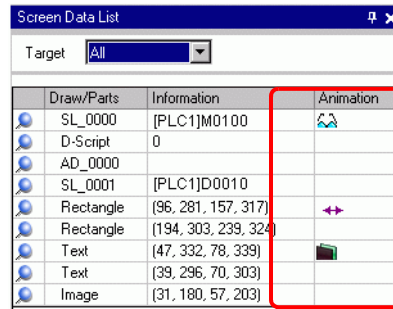 Screen Data List
Target All
Draw/Parts Information Animation
SL_0000 [PLC1]M0100
D-Script 0
AD_0000
SL_0001 [PLC1]D0010
Rectangle (96, 281, 157, 317)
Rectangle (194, 303, 239, 324)
Text (47, 332, 78, 339)
Text (39, 296, 70, 303)
Image (31, 180, 57, 203)